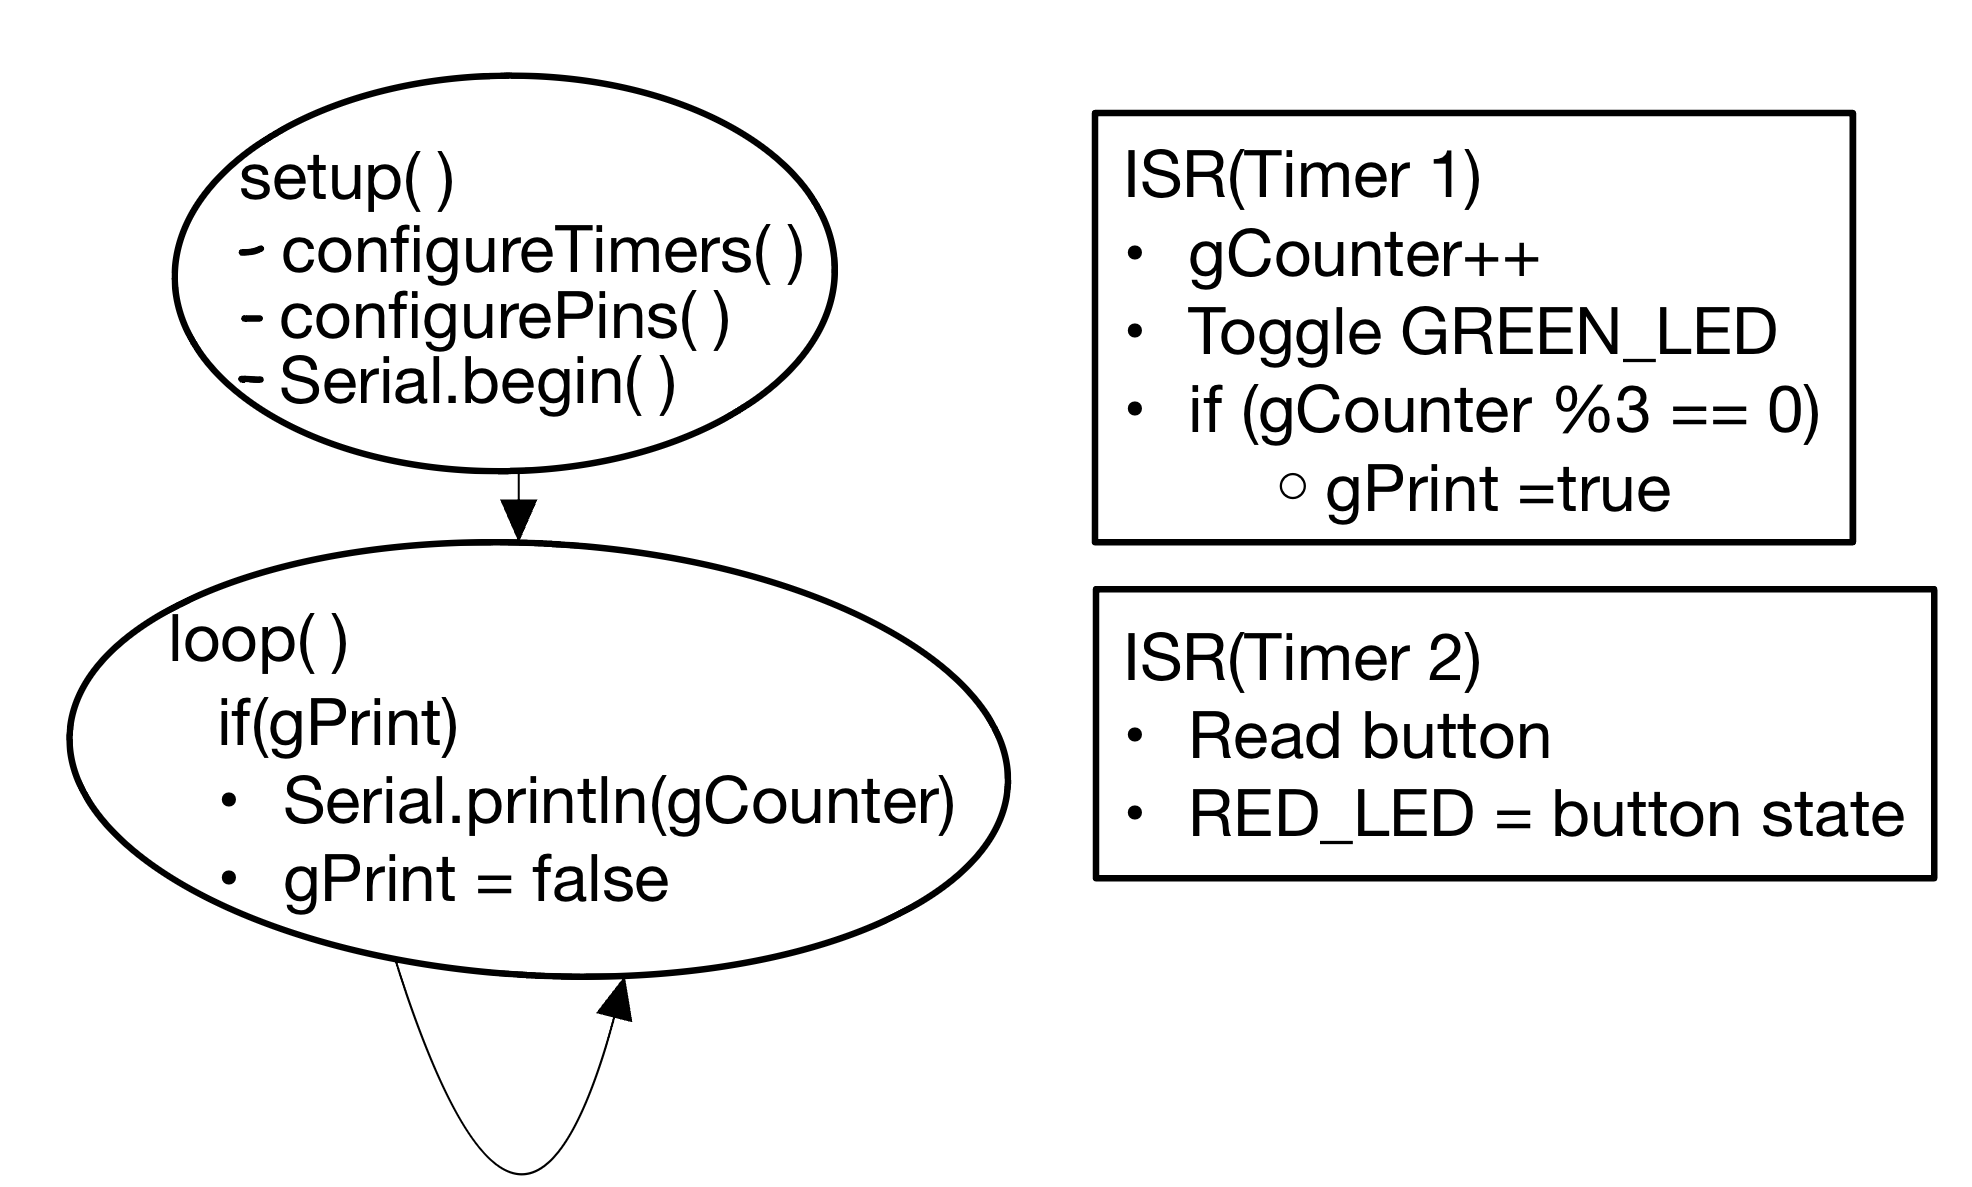 setup( )
- configureTimers( )
- configurePins( )
- Serial.begin( )
loop( )
if(gPrint)
• Serial.println(gCounter)
• gPrint = false
ISR(Timer 1)
• gCounter++
• Toggle GREEN_LED
• if (gCounter %3 == 0)
○ gPrint =true
ISR(Timer 2)
• Read button
• RED_LED = button state